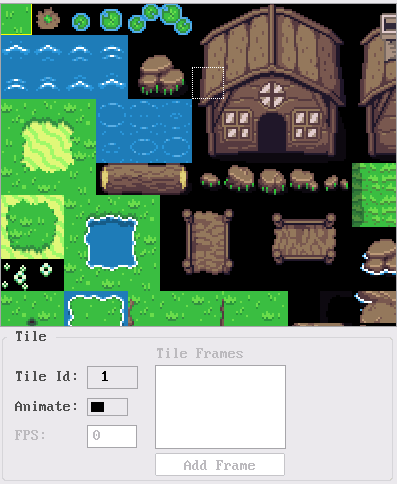 Tile
Tile Frames
Tile Id: 1
Animate:
FPS: 0
Add Frame